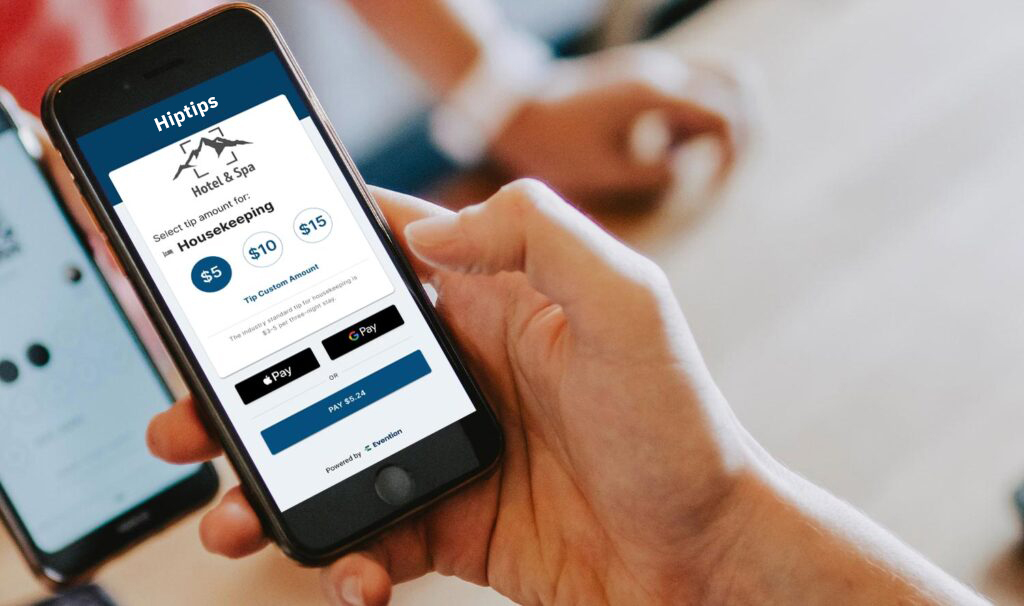 Hiptips
Hotel & Spa
Select tip amount for:
Housekeeping
$5
$10
$15
Tip Custom Amount
The industry standard tip for housekeeping is
$3-5 per three-night stay.
Pay
G Pay
OR
PAY $5.24
Powered by Evention